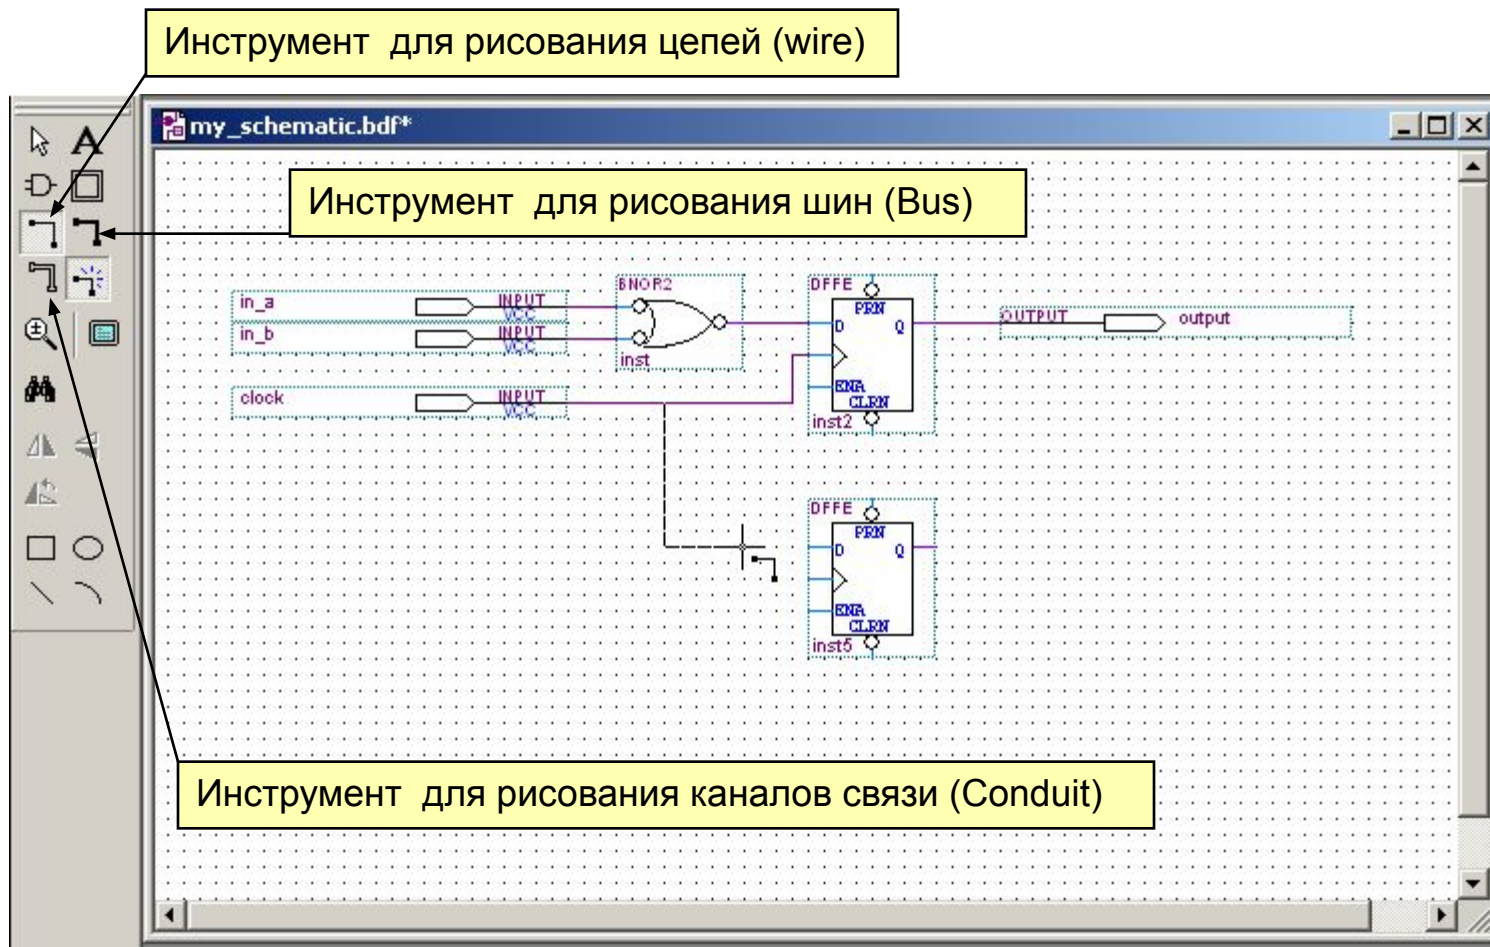 Инструмент для рисования цепей (wire)
my_schematic.bdf*
A
Инструмент для рисования шин (Bus)
in_a INPUT VCC
in_b INPUT VCC
BNOR2
inst
DFFE
PRN
D Q
ENA
CLRN
inst2
OUTPUT output
clock INPUT VCC
DFFE
PRN
D Q
ENA
CLRN
inst5
Инструмент для рисования каналов связи (Conduit)